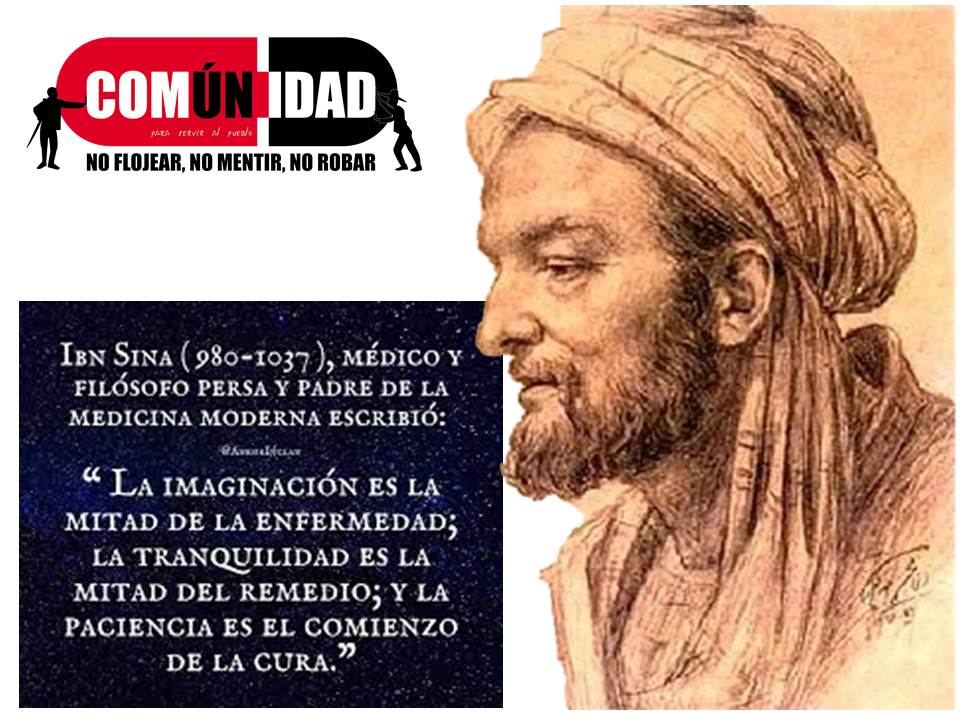 COMÚNIDAD
PARA SERVIR AL PUEBLO
NO FLOJEAR, NO MENTIR, NO ROBAR
IBN SINA (980-1037), MÉDICO Y
FILÓSOFO PERSA Y PADRE DE LA
MEDICINA MODERNA ESCRIBIÓ:
“ LA IMAGINACIÓN ES LA
MITAD DE LA ENFERMEDAD;
LA TRANQUILIDAD ES LA
MITAD DEL REMEDIO; Y LA
PACIENCIA ES EL COMIENZO
DE LA CURA.”